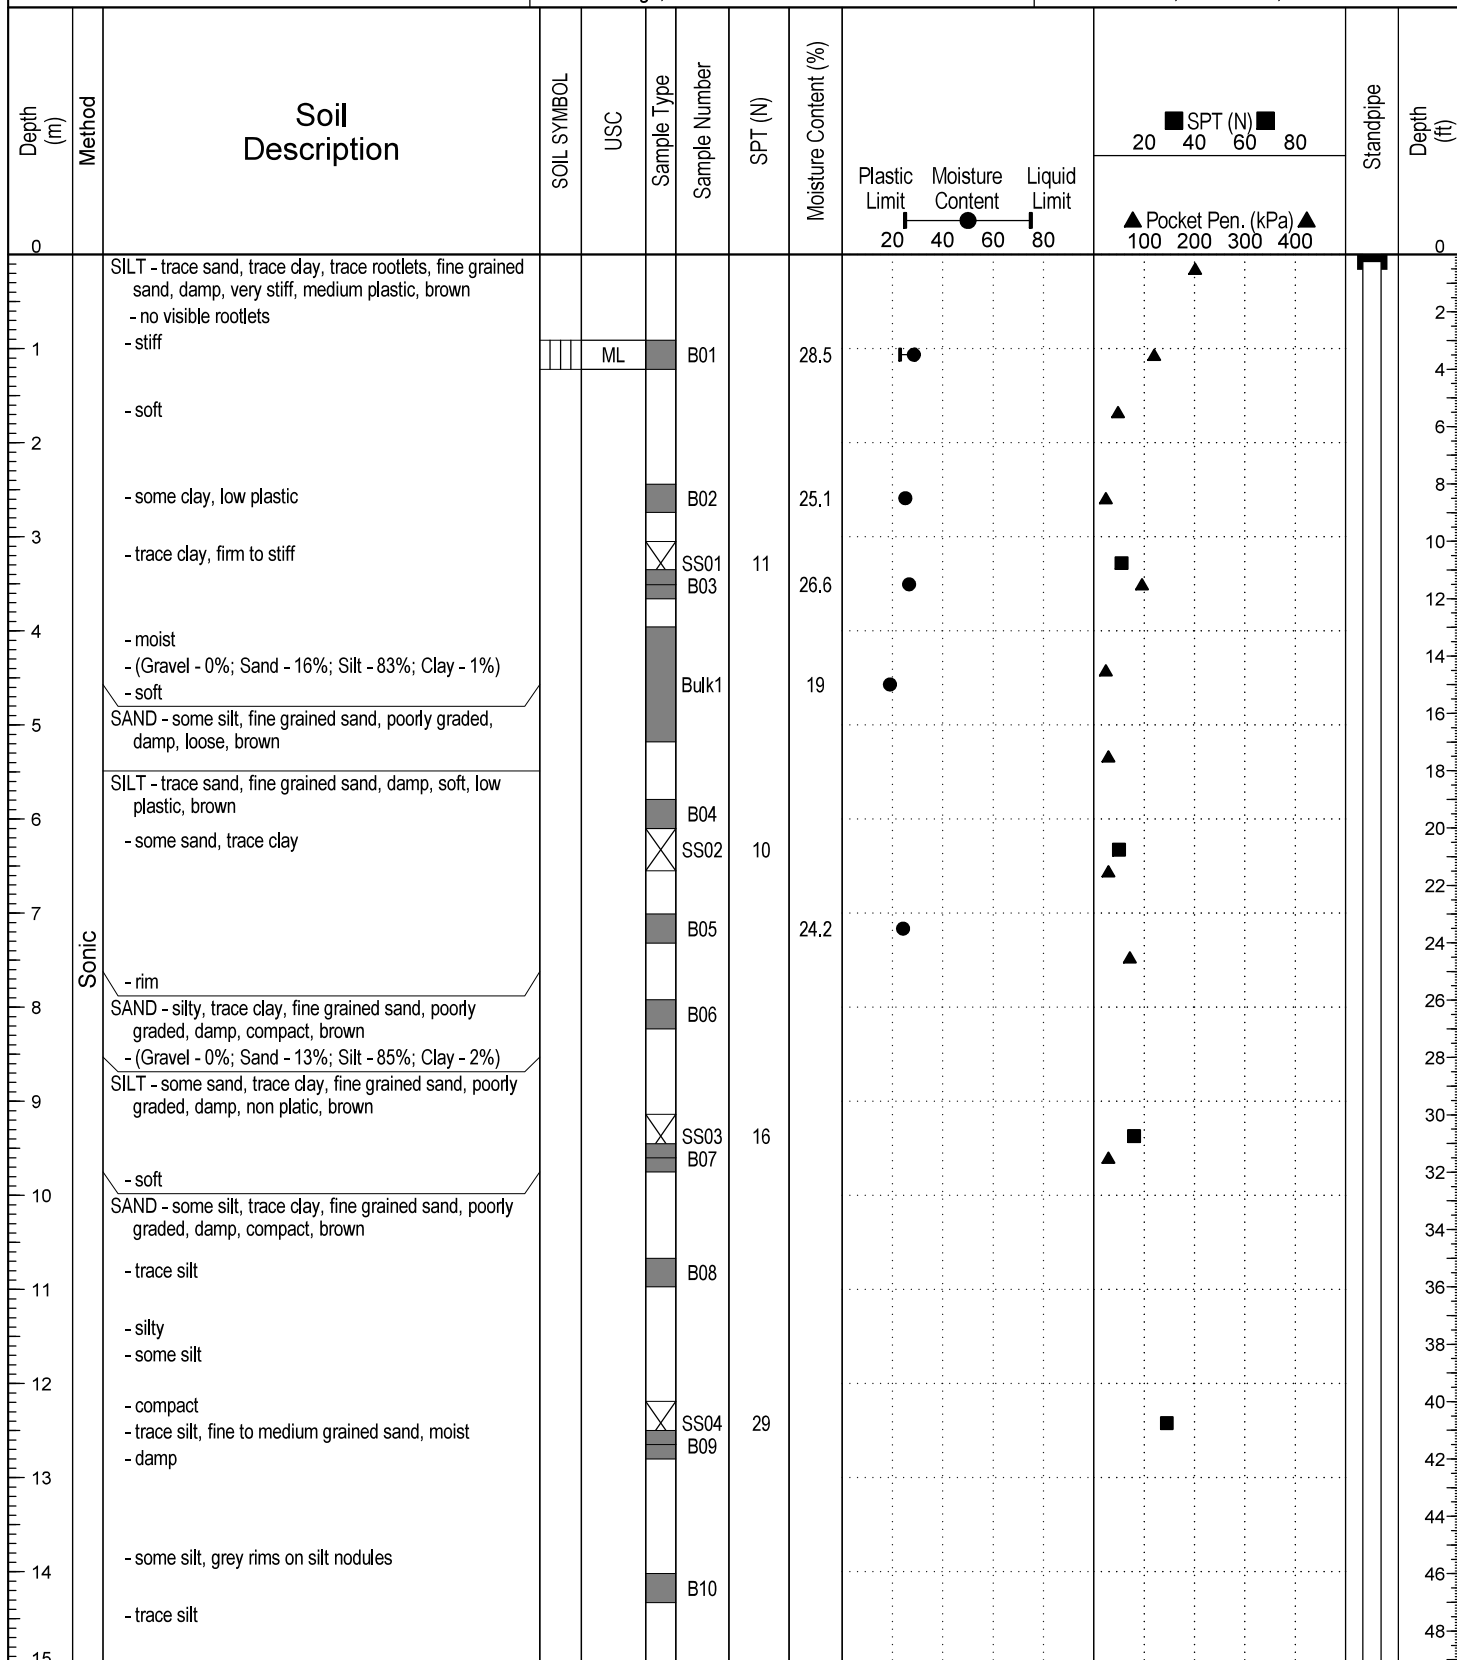 Depth (m)
Method
Soil Description
SOIL SYMBOL
USC
Sample Type
Sample Number
SPT (N)
Moisture Content (%)
Plastic Limit
Moisture Content
Liquid Limit
20 40 60 80
■ SPT (N) ■
20 40 60 80
▲ Pocket Pen. (kPa) ▲
100 200 300 400
Standpipe
Depth (ft)
0
0
SILT - trace sand, trace clay, trace rootlets, fine grained
sand, damp, very stiff, medium plastic, brown
- no visible rootlets
2
- stiff
1
ML
B01
28.5
4
- soft
6
2
- some clay, low plastic
B02
25.1
8
3
10
- trace clay, firm to stiff
SS01
11
B03
26.6
12
4
- moist
- (Gravel - 0%; Sand - 16%; Silt - 83%; Clay - 1%)
14
- soft
Bulk1
19
SAND - some silt, fine grained sand, poorly graded,
16
5
damp, loose, brown
18
SILT - trace sand, fine grained sand, damp, soft, low
plastic, brown
B04
6
20
- some sand, trace clay
SS02
10
22
7
B05
24.2
24
Sonic
- rim
8
26
SAND - silty, trace clay, fine grained sand, poorly
B06
graded, damp, compact, brown
- (Gravel - 0%; Sand - 13%; Silt - 85%; Clay - 2%)
28
SILT - some sand, trace clay, fine grained sand, poorly
9
graded, damp, non platic, brown
30
SS03
16
B07
32
- soft
10
SAND - some silt, trace clay, fine grained sand, poorly
graded, damp, compact, brown
34
- trace silt
B08
11
36
- silty
38
- some silt
12
- compact
40
SS04
29
- trace silt, fine to medium grained sand, moist
B09
- damp
42
13
44
- some silt, grey rims on silt nodules
14
46
B10
- trace silt
48
15